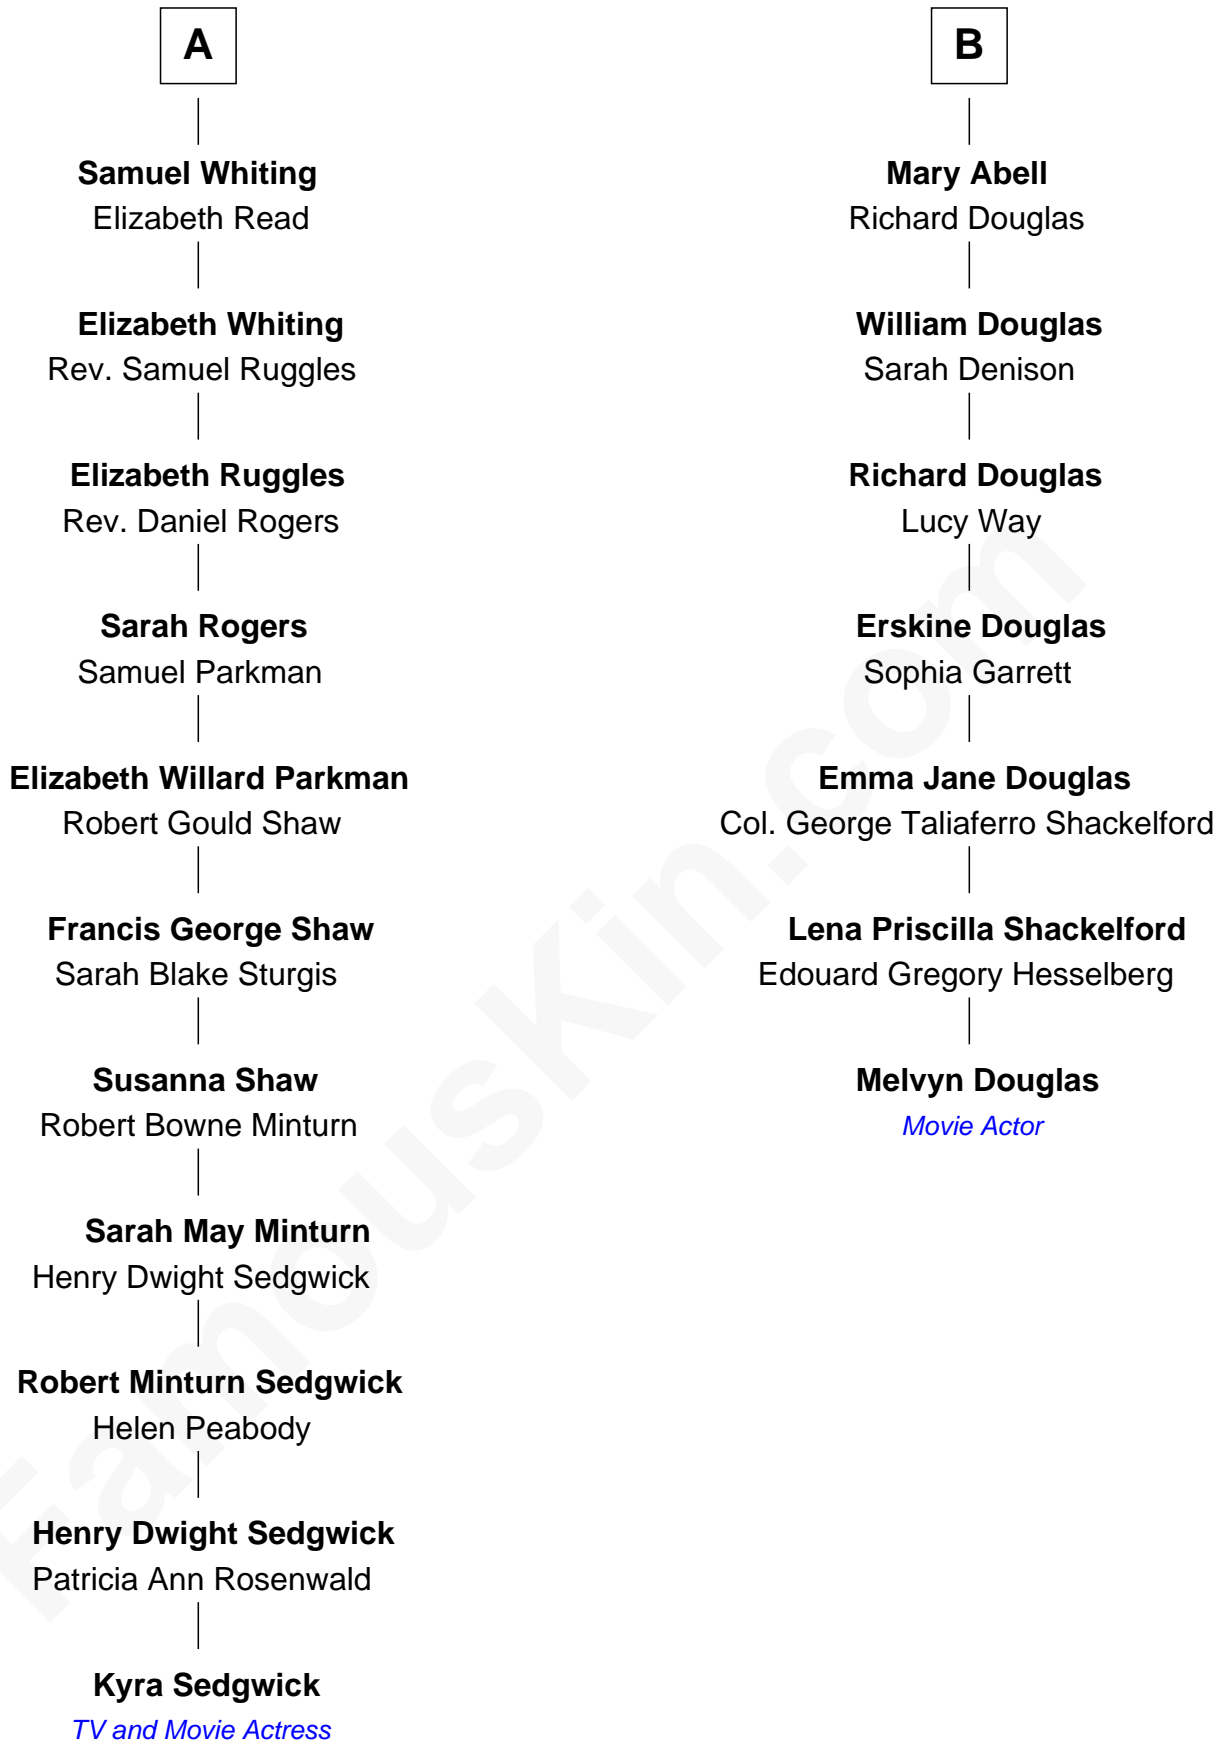 A
Samuel Whiting
Elizabeth Read
Elizabeth Whiting
Rev. Samuel Ruggles
Elizabeth Ruggles
Rev. Daniel Rogers
Sarah Rogers
Samuel Parkman
Elizabeth Willard Parkman
Robert Gould Shaw
Francis George Shaw
Sarah Blake Sturgis
Susanna Shaw
Robert Bowne Minturn
Sarah May Minturn
Henry Dwight Sedgwick
Robert Minturn Sedgwick
Helen Peabody
Henry Dwight Sedgwick
Patricia Ann Rosenwald
Kyra Sedgwick
TV and Movie Actress
B
Mary Abell
Richard Douglas
William Douglas
Sarah Denison
Richard Douglas
Lucy Way
Erskine Douglas
Sophia Garrett
Emma Jane Douglas
Col. George Taliaferro Shackelford
Lena Priscilla Shackelford
Edouard Gregory Hesselberg
Melvyn Douglas
Movie Actor
FamousKin.com